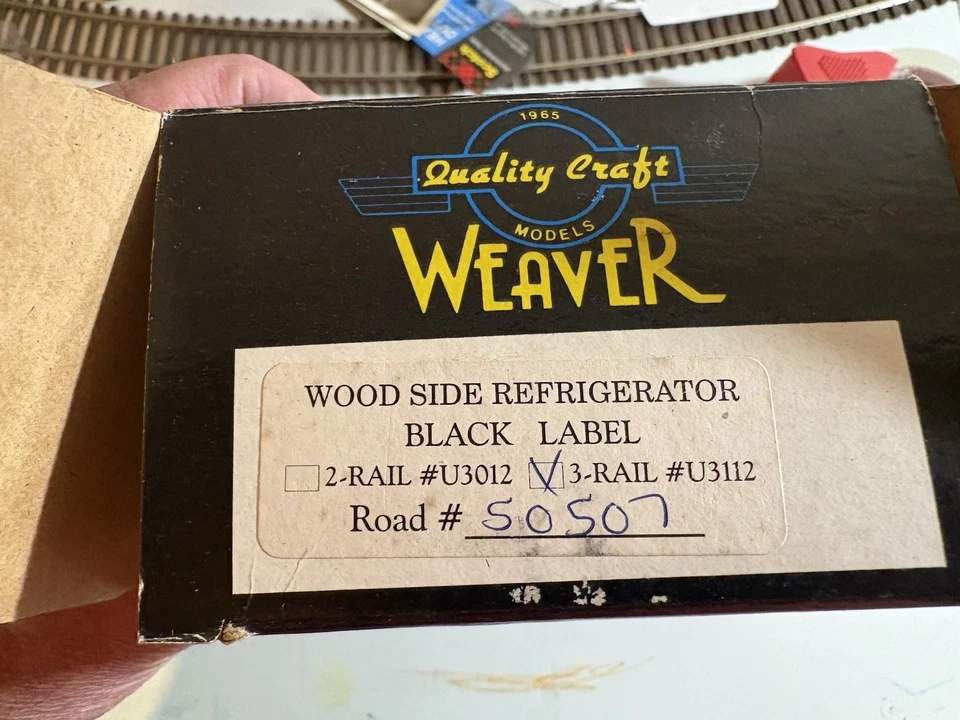 1965
Quality Craft
MODELS
WEAVER
WOOD SIDE REFRIGERATOR
BLACK LABEL
2-RAIL #U3012 3-RAIL #U3112
Road # 50507